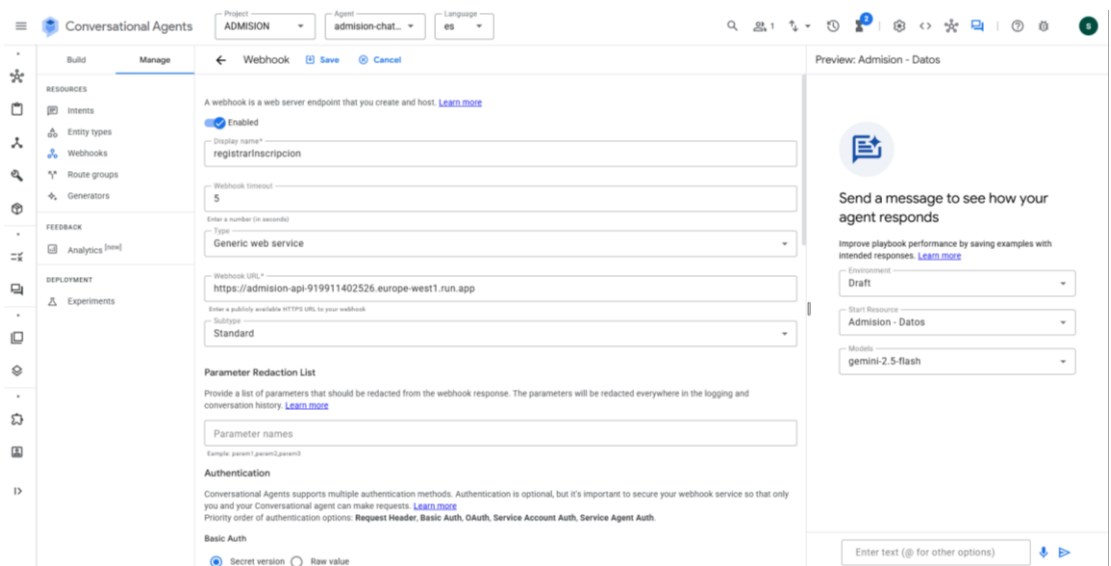 Conversational Agents
Project
ADMISION
Agent
admision-chat...
Language
es
1
2
S
Build
Manage
Webhook
Save
Cancel
Preview: Admision - Datos
RESOURCES
Intents
Entity types
Webhooks
Route groups
Generators
FEEDBACK
Analytics [new]
DEPLOYMENT
Experiments
A webhook is a web server endpoint that you create and host. Learn more
Enabled
Display name*
registrarInscripcion
Webhook timeout
5
Enter a number (in seconds)
Type
Generic web service
Webhook URL*
https://admision-api-919911402526.europe-west1.run.app
Enter a publicly available HTTPS URL to your webhook
Subtype
Standard
Parameter Redaction List
Provide a list of parameters that should be redacted from the webhook response. The parameters will be redacted everywhere in the logging and
conversation history. Learn more
Parameter names
Example: param1,param2,param3
Authentication
Conversational Agents supports multiple authentication methods. Authentication is optional, but it's important to secure your webhook service so that only
you and your Conversational agent can make requests. Learn more
Priority order of authentication options: Request Header, Basic Auth, OAuth, Service Account Auth, Service Agent Auth.
Basic Auth
Secret version
Raw value
Send a message to see how your
agent responds
Improve playbook performance by saving examples with
intended responses. Learn more
Environment
Draft
Start Resource
Admision - Datos
Models
gemini-2.5-flash
Enter text (@ for other options)